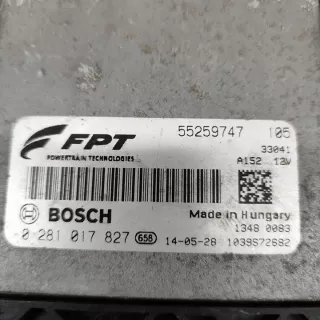 FPT 55259747 105
POWERTRAIN TECHNOLOGIES 33041
A152 13W
BOSCH Made in Hungary
1348 0083
0 281 017 827 658 14-05-28 1039S72682